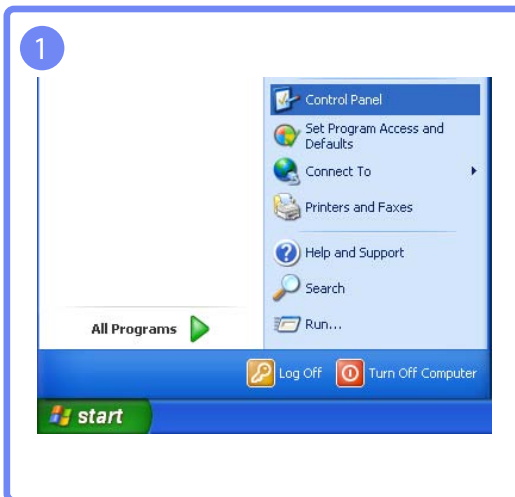 1
Control Panel
Set Program Access and
Defaults
Connect To
Printers and Faxes
Help and Support
Search
Run...
All Programs
Log Off
Turn Off Computer
start